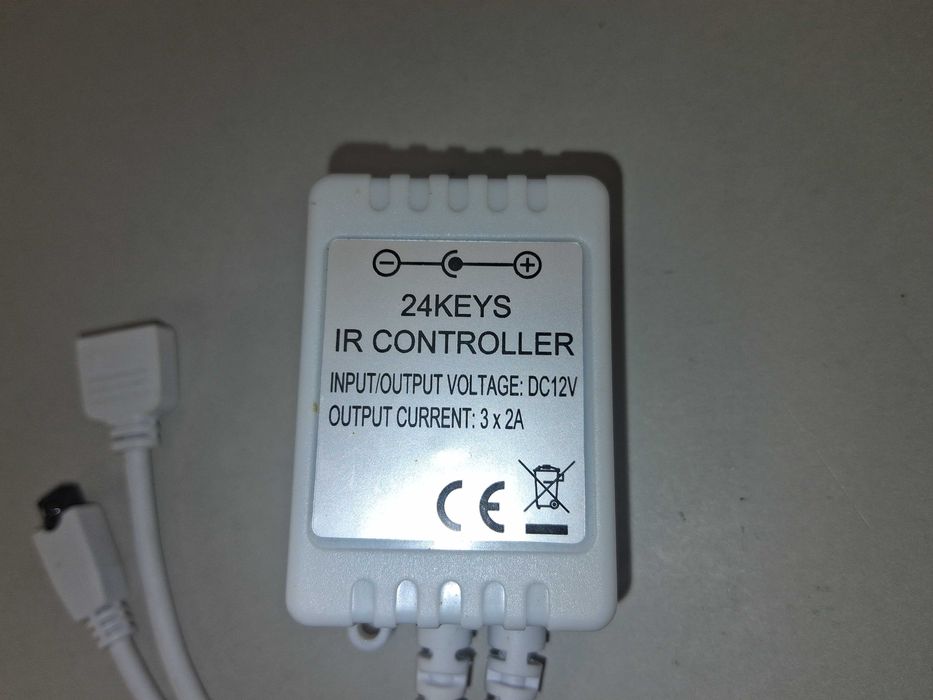 24KEYS
IR CONTROLLER
INPUT/OUTPUT VOLTAGE: DC12V
OUTPUT CURRENT: 3 x 2A
CE